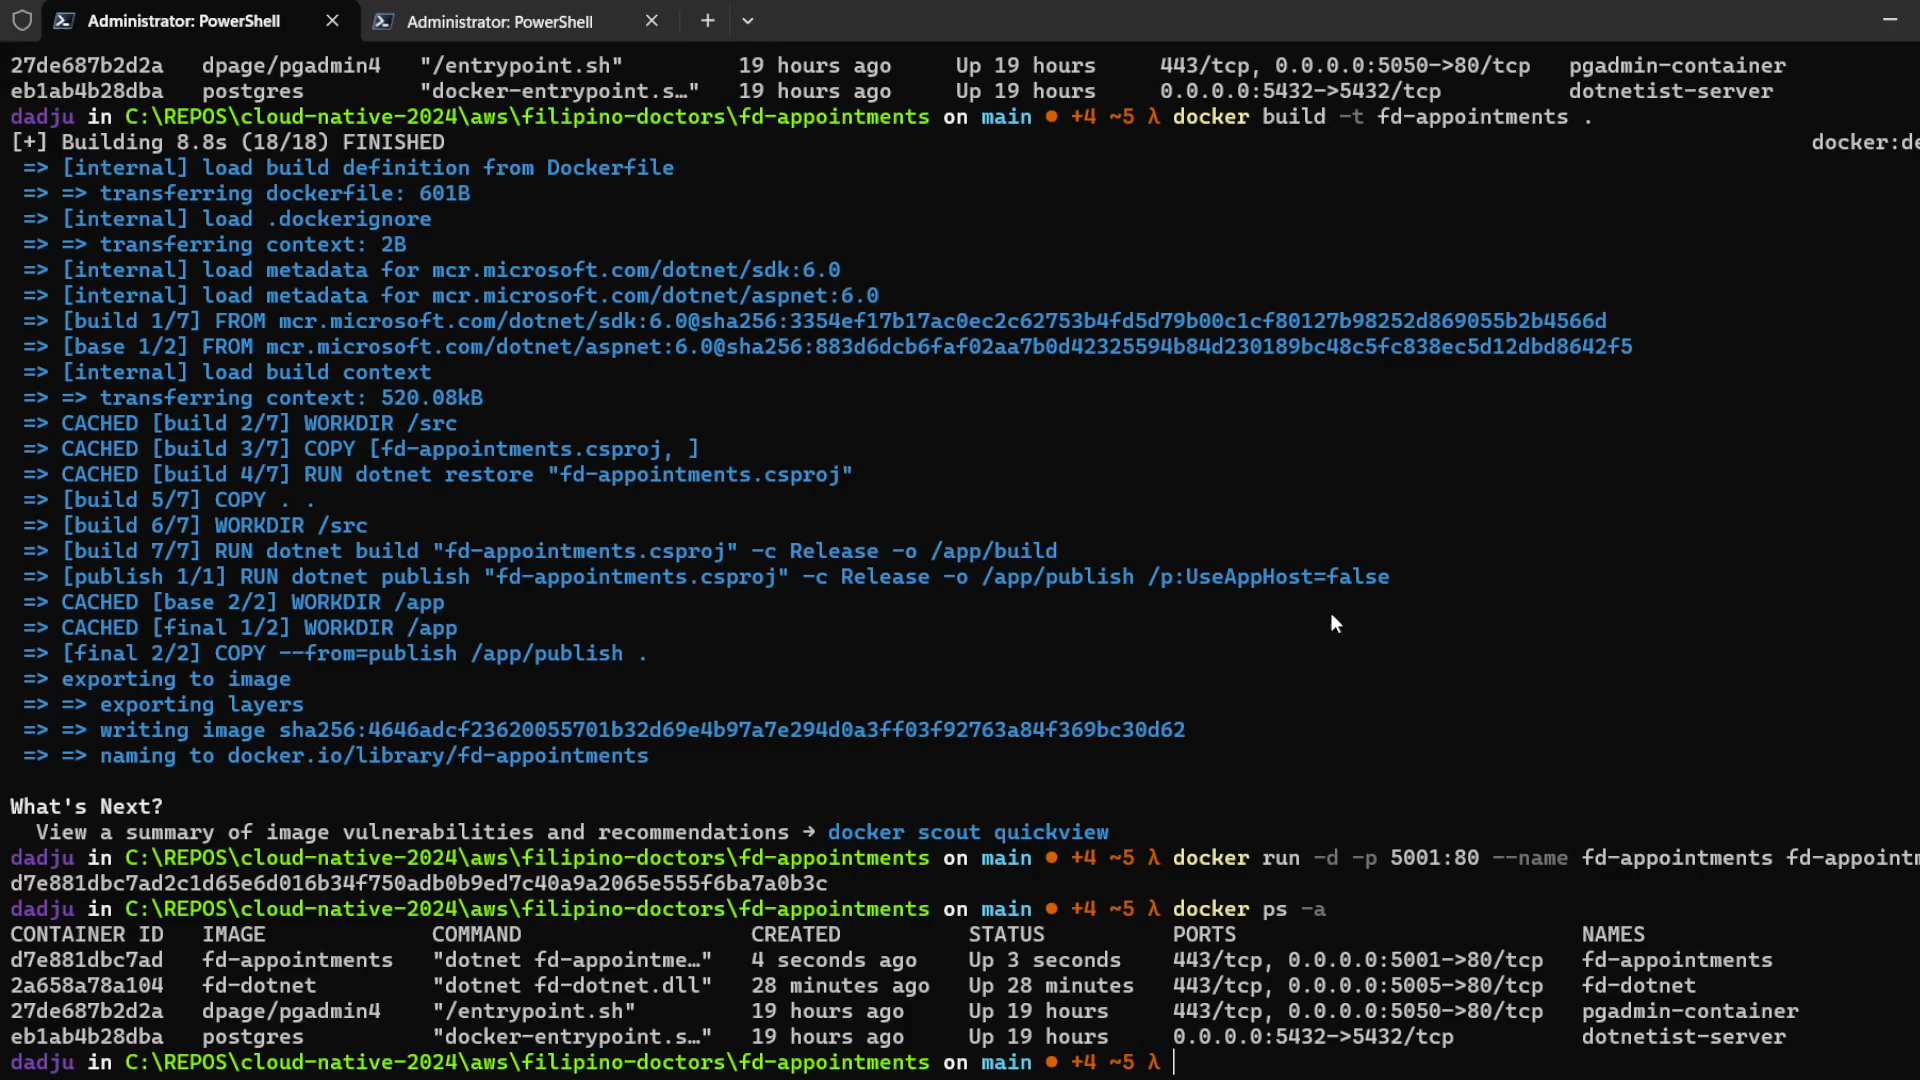 Administrator: PowerShell
Administrator: PowerShell
27de687b2d2a   dpage/pgadmin4   "/entrypoint.sh"         19 hours ago     Up 19 hours     443/tcp, 0.0.0.0:5050->80/tcp   pgadmin-container
eb1ab4b28dba   postgres         "docker-entrypoint.s…"   19 hours ago     Up 19 hours     0.0.0.0:5432->5432/tcp          dotnetist-server
dadju in C:\REPOS\cloud-native-2024\aws\filipino-doctors\fd-appointments on main ● +4 ~5 λ docker build -t fd-appointments .
[+] Building 8.8s (18/18) FINISHED docker:de
=> [internal] load build definition from Dockerfile
=> => transferring dockerfile: 601B
=> [internal] load .dockerignore
=> => transferring context: 2B
=> [internal] load metadata for mcr.microsoft.com/dotnet/sdk:6.0
=> [internal] load metadata for mcr.microsoft.com/dotnet/aspnet:6.0
=> [build 1/7] FROM mcr.microsoft.com/dotnet/sdk:6.0@sha256:3354ef17b17ac0ec2c62753b4fd5d79b00c1cf80127b98252d869055b2b4566d
=> [base 1/2] FROM mcr.microsoft.com/dotnet/aspnet:6.0@sha256:883d6dcb6faf02aa7b0d42325594b84d230189bc48c5fc838ec5d12dbd8642f5
=> [internal] load build context
=> => transferring context: 520.08kB
=> CACHED [build 2/7] WORKDIR /src
=> CACHED [build 3/7] COPY [fd-appointments.csproj, ]
=> CACHED [build 4/7] RUN dotnet restore "fd-appointments.csproj"
=> [build 5/7] COPY . .
=> [build 6/7] WORKDIR /src
=> [build 7/7] RUN dotnet build "fd-appointments.csproj" -c Release -o /app/build
=> [publish 1/1] RUN dotnet publish "fd-appointments.csproj" -c Release -o /app/publish /p:UseAppHost=false
=> CACHED [base 2/2] WORKDIR /app
=> CACHED [final 1/2] WORKDIR /app
=> [final 2/2] COPY --from=publish /app/publish .
=> exporting to image
=> => exporting layers
=> => writing image sha256:4646adcf23620055701b32d69e4b97a7e294d0a3ff03f92763a84f369bc30d62
=> => naming to docker.io/library/fd-appointments
What's Next?
View a summary of image vulnerabilities and recommendations → docker scout quickview
dadju in C:\REPOS\cloud-native-2024\aws\filipino-doctors\fd-appointments on main ● +4 ~5 λ docker run -d -p 5001:80 --name fd-appointments fd-appointm
d7e881dbc7ad2c1d65e6d016b34f750adb0b9ed7c40a9a2065e555f6ba7a0b3c
dadju in C:\REPOS\cloud-native-2024\aws\filipino-doctors\fd-appointments on main ● +4 ~5 λ docker ps -a
CONTAINER ID   IMAGE             COMMAND                  CREATED          STATUS          PORTS                           NAMES
d7e881dbc7ad   fd-appointments   "dotnet fd-appointme…"   4 seconds ago    Up 3 seconds    443/tcp, 0.0.0.0:5001->80/tcp   fd-appointments
2a658a78a104   fd-dotnet         "dotnet fd-dotnet.dll"   28 minutes ago   Up 28 minutes   443/tcp, 0.0.0.0:5005->80/tcp   fd-dotnet
27de687b2d2a   dpage/pgadmin4    "/entrypoint.sh"         19 hours ago     Up 19 hours     443/tcp, 0.0.0.0:5050->80/tcp   pgadmin-container
eb1ab4b28dba   postgres          "docker-entrypoint.s…"   19 hours ago     Up 19 hours     0.0.0.0:5432->5432/tcp          dotnetist-server
dadju in C:\REPOS\cloud-native-2024\aws\filipino-doctors\fd-appointments on main ● +4 ~5 λ